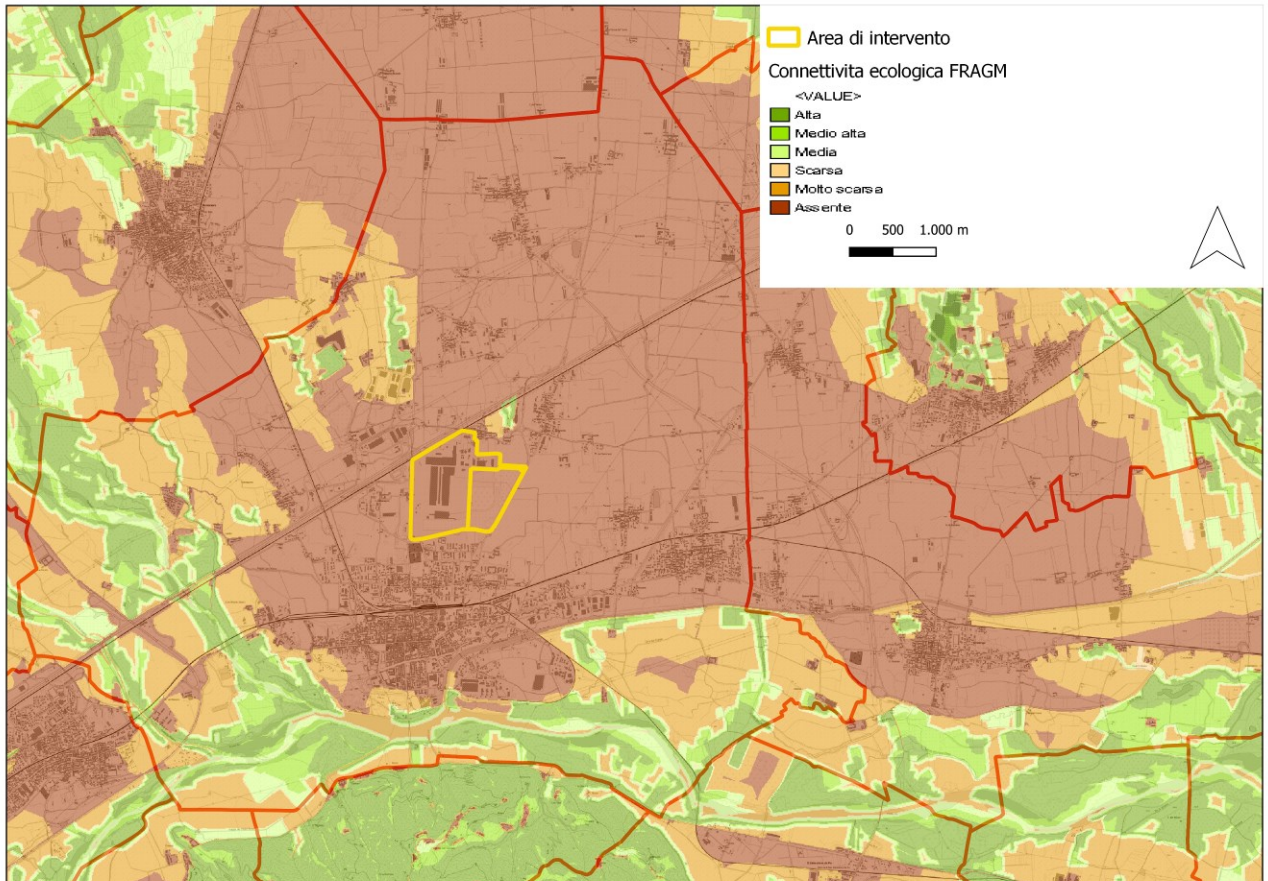 Area di intervento
Connettivita ecologica FRAGM
<VALUE>
Alta
Medio alta
Media
Scarsa
Molto scarsa
Assente
0 500 1.000 m